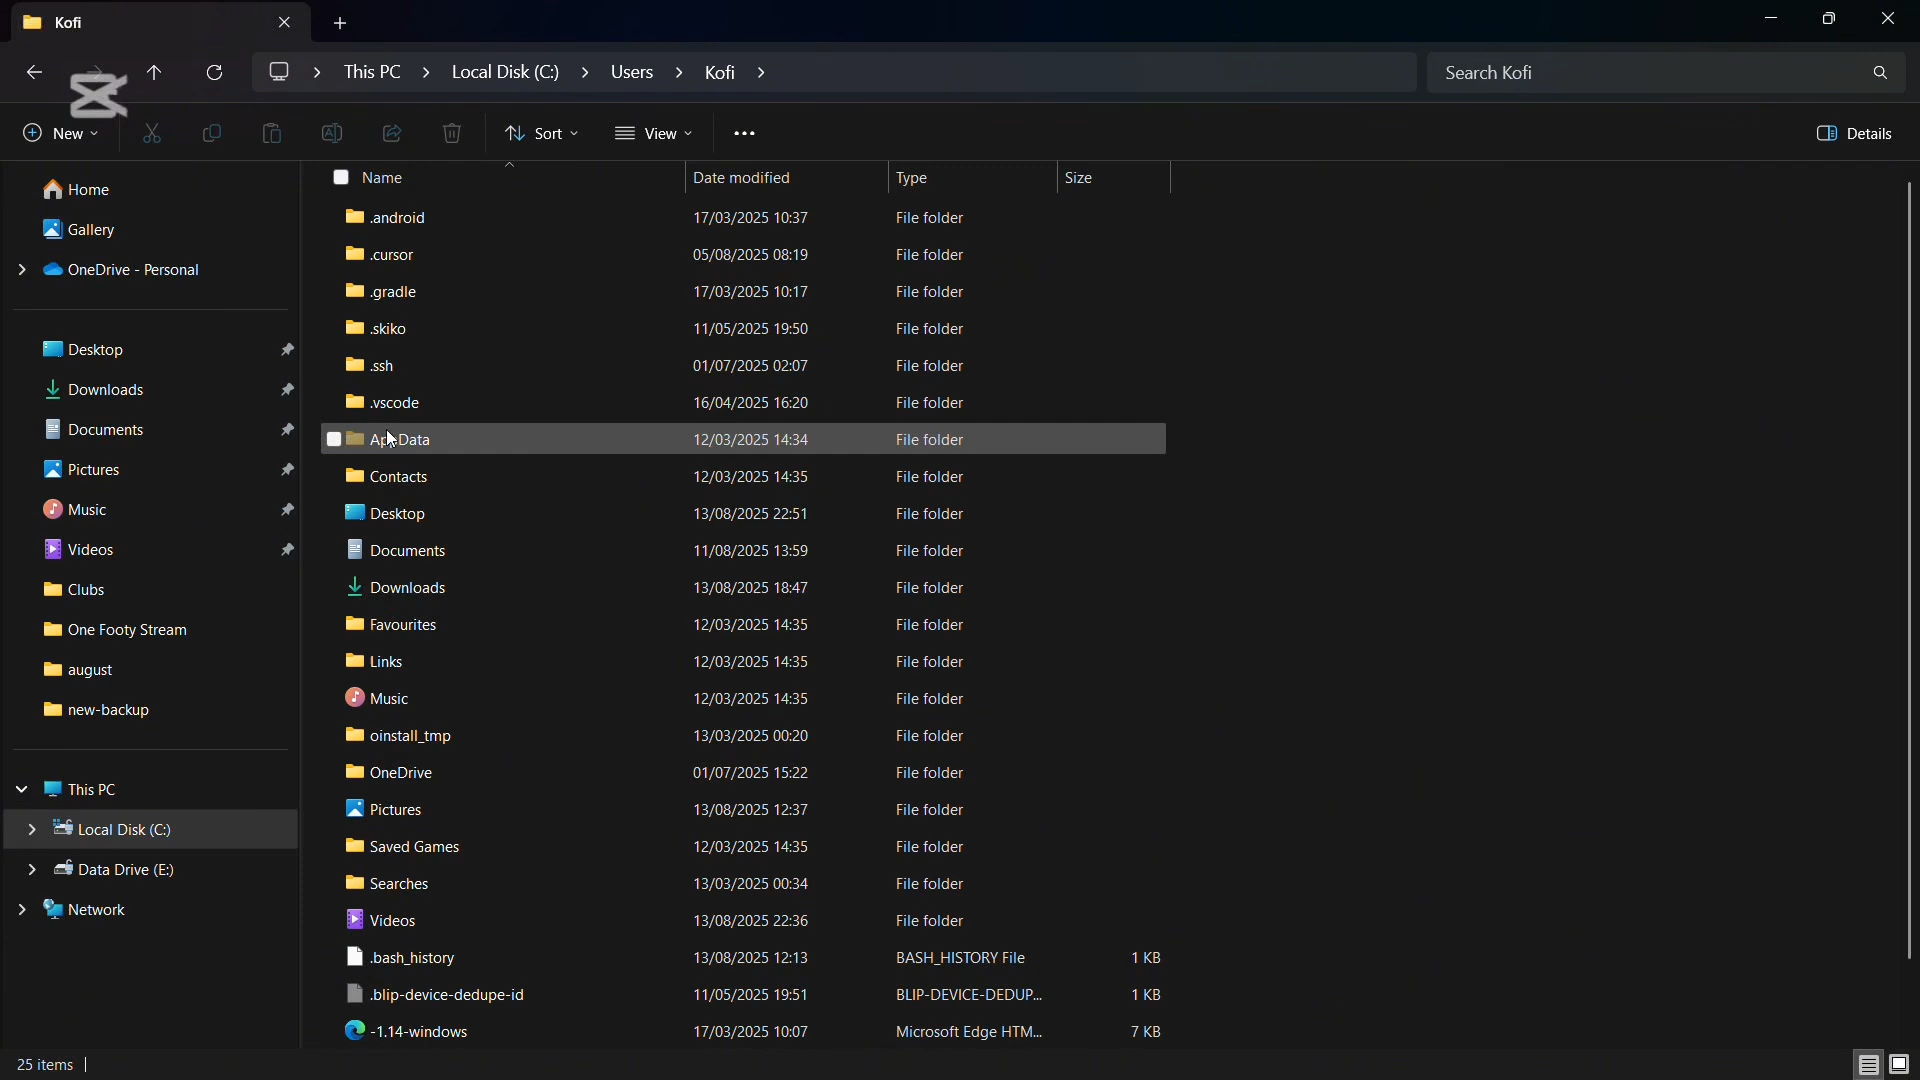 Kofi
This PC > Local Disk (C:) > Users > Kofi >
Search Kofi
New
Sort
View
Details
Home
Gallery
OneDrive - Personal
Desktop
Downloads
Documents
Pictures
Music
Videos
Clubs
One Footy Stream
august
new-backup
This PC
Local Disk (C:)
Data Drive (E:)
Network
Name Date modified Type Size
.android 17/03/2025 10:37 File folder
.cursor 05/08/2025 08:19 File folder
.gradle 17/03/2025 10:17 File folder
.skiko 11/05/2025 19:50 File folder
.ssh 01/07/2025 02:07 File folder
.vscode 16/04/2025 16:20 File folder
AppData 12/03/2025 14:34 File folder
Contacts 12/03/2025 14:35 File folder
Desktop 13/08/2025 22:51 File folder
Documents 11/08/2025 13:59 File folder
Downloads 13/08/2025 18:47 File folder
Favourites 12/03/2025 14:35 File folder
Links 12/03/2025 14:35 File folder
Music 12/03/2025 14:35 File folder
oinstall_tmp 13/03/2025 00:20 File folder
OneDrive 01/07/2025 15:22 File folder
Pictures 13/08/2025 12:37 File folder
Saved Games 12/03/2025 14:35 File folder
Searches 13/03/2025 00:34 File folder
Videos 13/08/2025 22:36 File folder
.bash_history 13/08/2025 12:13 BASH_HISTORY File 1 KB
.blip-device-dedupe-id 11/05/2025 19:51 BLIP-DEVICE-DEDUP... 1 KB
-1.14-windows 17/03/2025 10:07 Microsoft Edge HTM... 7 KB
25 items